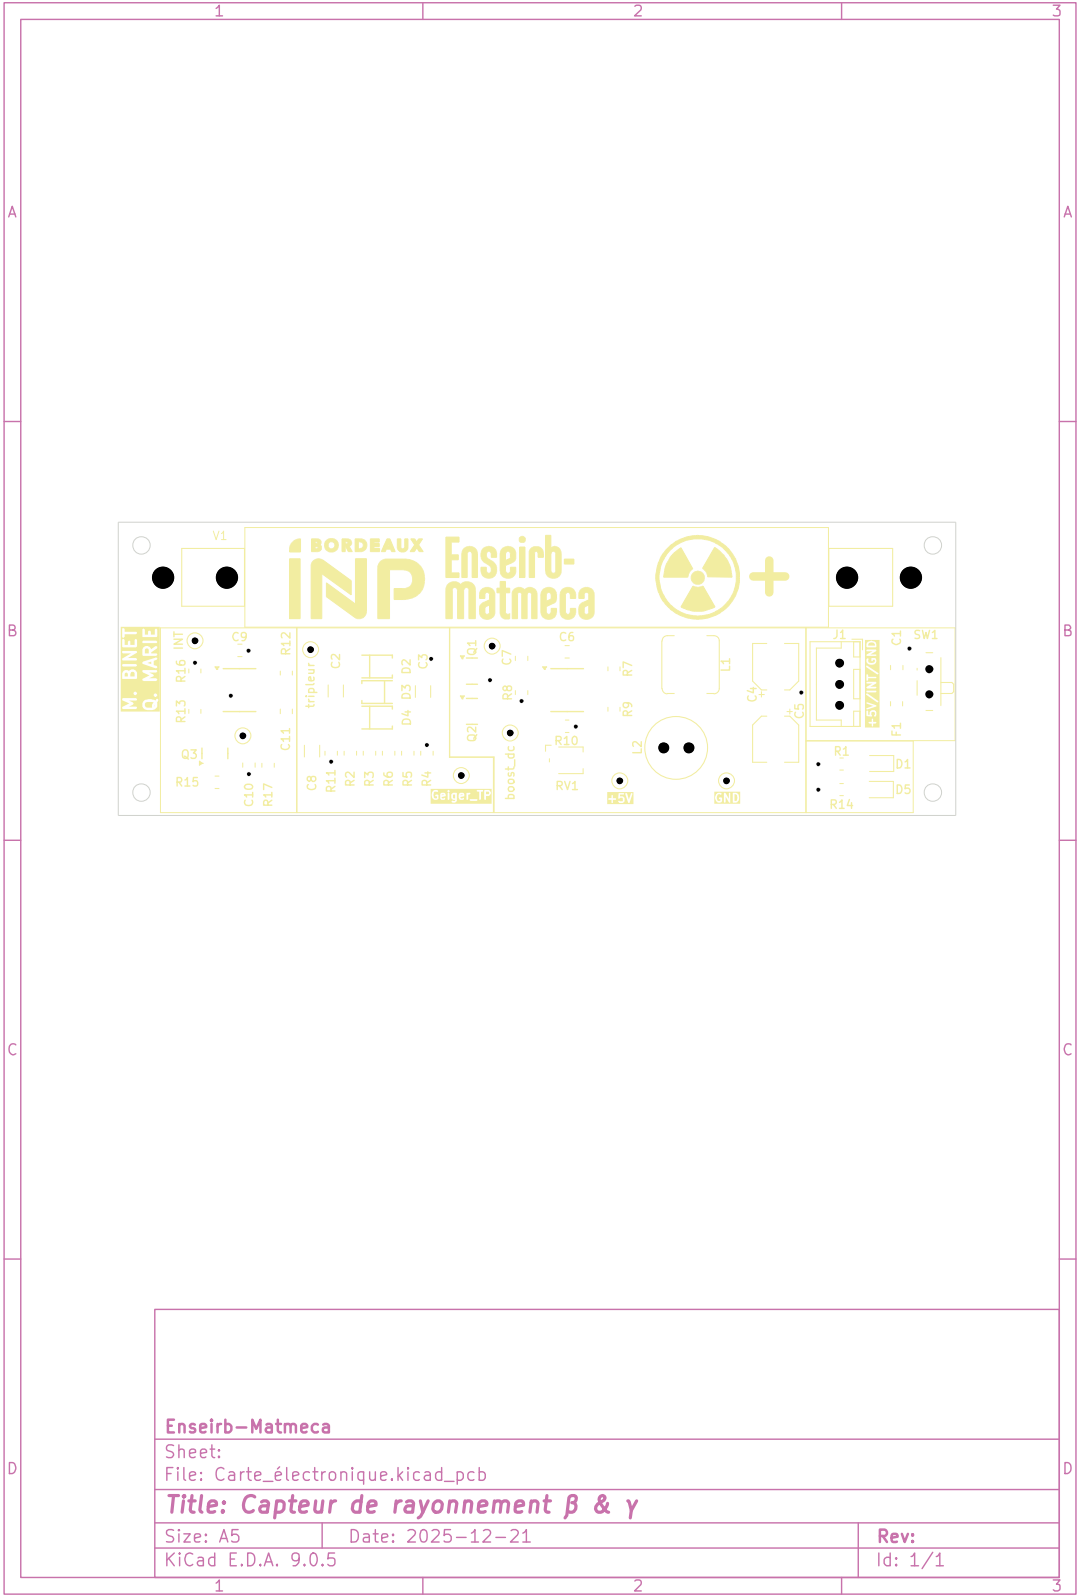 1 2 3
A A
BORDEAUX
INP
Enseirb-
Matmeca
+
V1
B B
M. BINET
Q. MARIE
INT
C9
R12
R16
R13
C11
Q3
R15
C10
R17
tripleur
C2
C3
D2
D3
D4
C8
R11
R2
R3
R6
R5
R4
Geiger_TP
Q1
Q2
C7
R8
boost_dc
C6
R7
R9
R10
RV1
L1
L2
+5V
GND
C4
+
+
C5
J1
+5V/INT/GND
C1
SW1
F1
R1
D1
D5
R14
C C
D D
Enseirb-Matmeca
Sheet:
File: Carte_électronique.kicad_pcb
Title: Capteur de rayonnement β & γ
Size: A5 Date: 2025-12-21 Rev:
KiCad E.D.A. 9.0.5 Id: 1/1
1 2 3